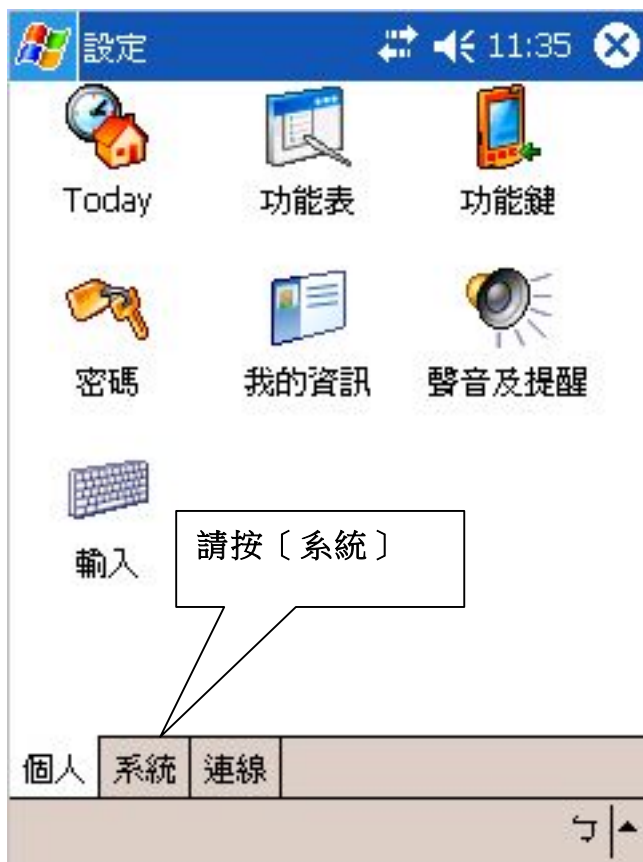 設定 11:35
Today 功能表 功能鍵
密碼 我的資訊 聲音及提醒
輸入
請按〔系統〕
個人 系統 連線
ㄅ